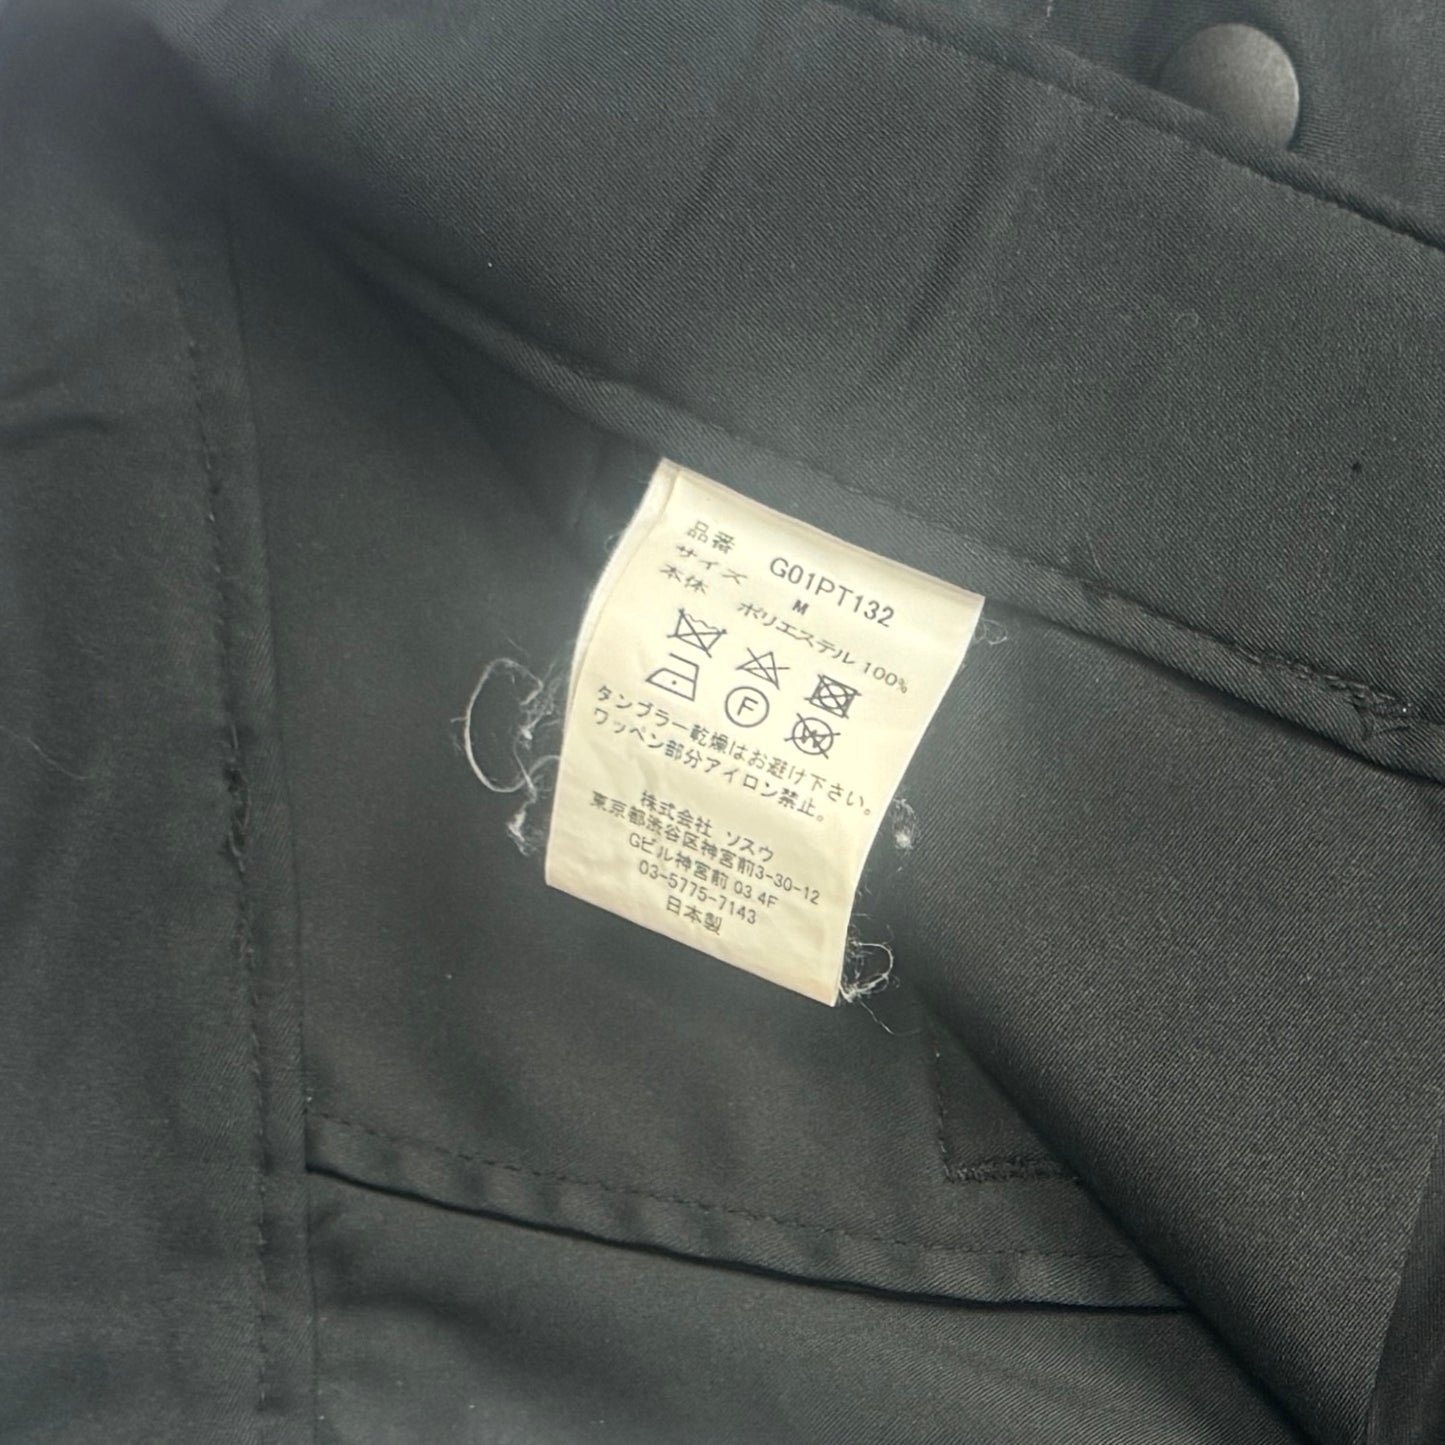 品番 G01PT132
サイズ M
本体 ポリエステル 100%
F
W
タンブラー乾燥はお避け下さい。
ワッペン部分アイロン禁止。
株式会社 ソスウ
東京都渋谷区神宮前3-30-12
Gビル神宮前 03 4F
03-5775-7143
日本製